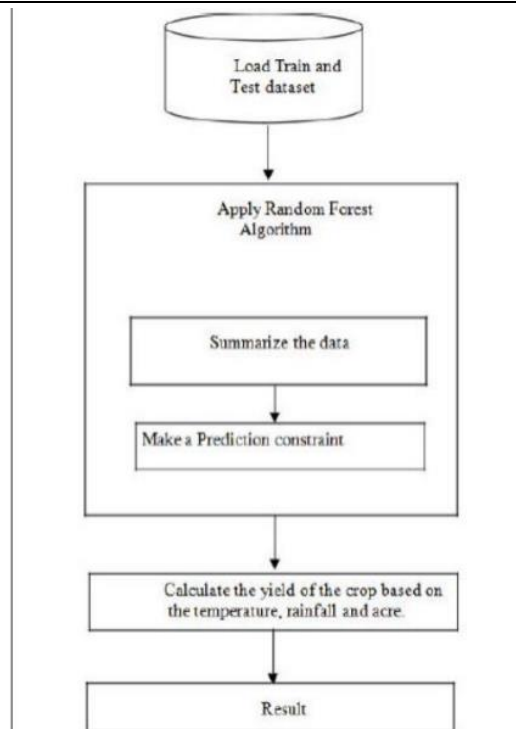 Load Train and
Test dataset
Apply Random Forest
Algorithm
Summarize the data
Make a Prediction constraint
Calculate the yield of the crop based on
the temperature, rainfall and acre.
Result